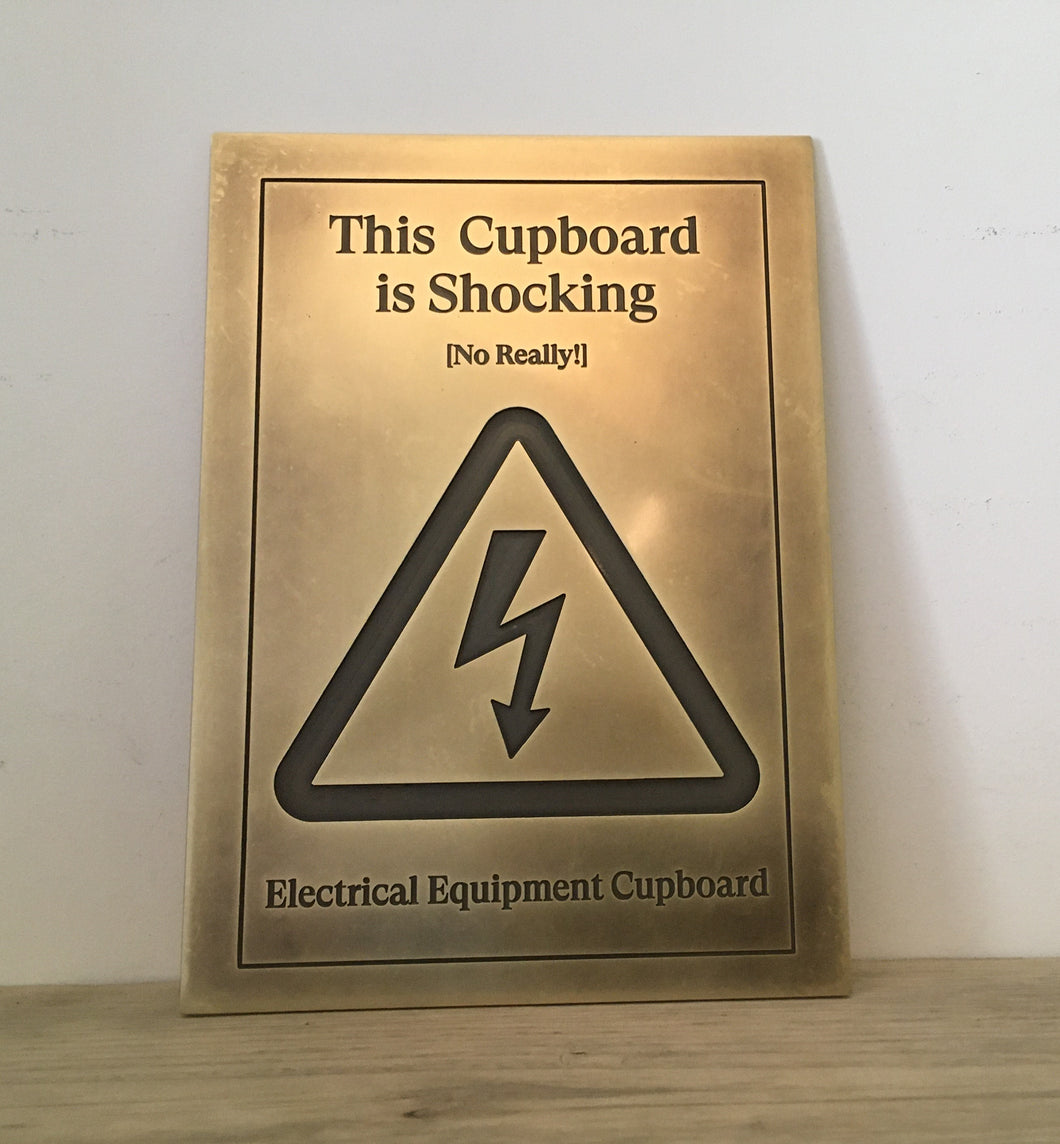 This Cupboard
is Shocking
[No Really!]
Electrical Equipment Cupboard